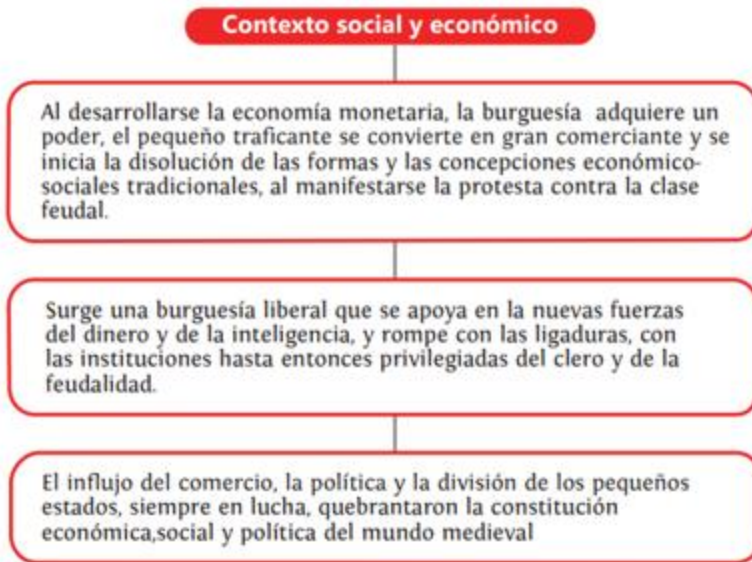 Contexto social y económico
Al desarrollarse la economía monetaria, la burguesía adquiere un
poder, el pequeño traficante se convierte en gran comerciante y se
inicia la disolución de las formas y las concepciones económico-
sociales tradicionales, al manifestarse la protesta contra la clase
feudal.
Surge una burguesía liberal que se apoya en la nuevas fuerzas
del dinero y de la inteligencia, y rompe con las ligaduras, con
las instituciones hasta entonces privilegiadas del clero y de la
feudalidad.
El influjo del comercio, la política y la división de los pequeños
estados, siempre en lucha, quebrantaron la constitución
económica,social y política del mundo medieval